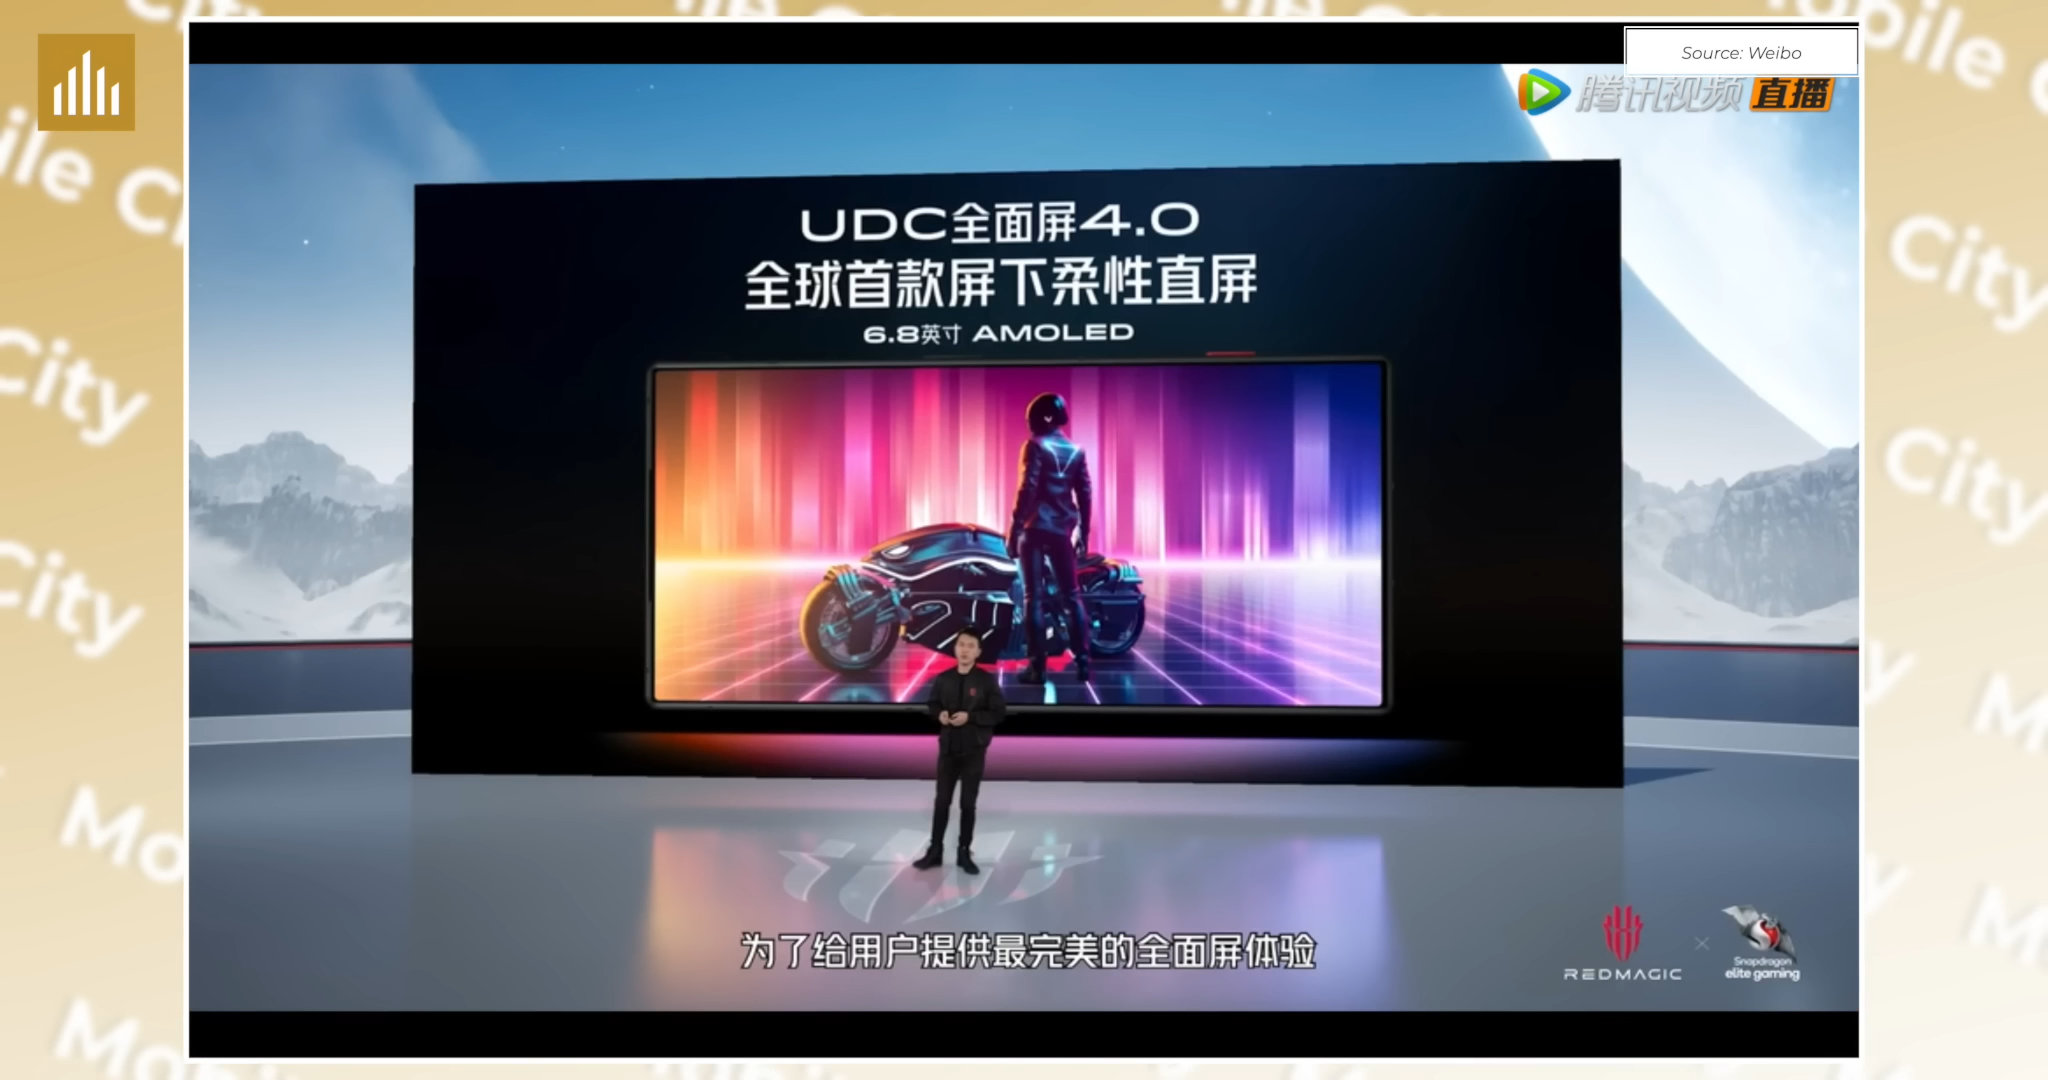 Source: Weibo
腾讯视频 直播
UDC全面屏4.0
全球首款屏下柔性直屏
6.8英寸 AMOLED
为了给用户提供最完美的全面屏体验
REDMAGIC × Snapdragon elite gaming
Mobile City